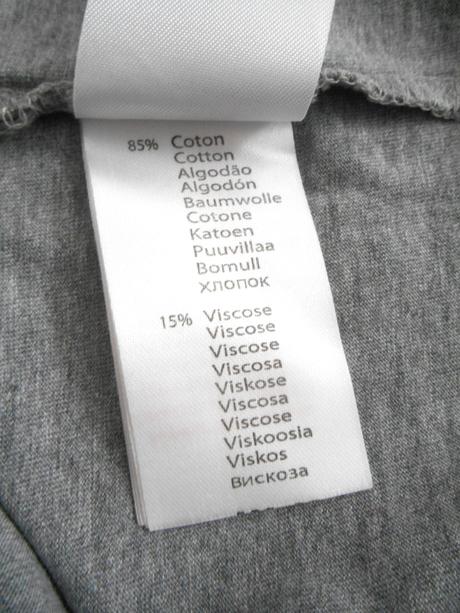 85% Coton
Cotton
Algodão
Algodón
Baumwolle
Cotone
Katoen
Puuvillaa
Bomull
хлопок
15% Viscose
Viscose
Viscose
Viscosa
Viskose
Viscosa
Viscose
Viskoosia
Viskos
вискоза